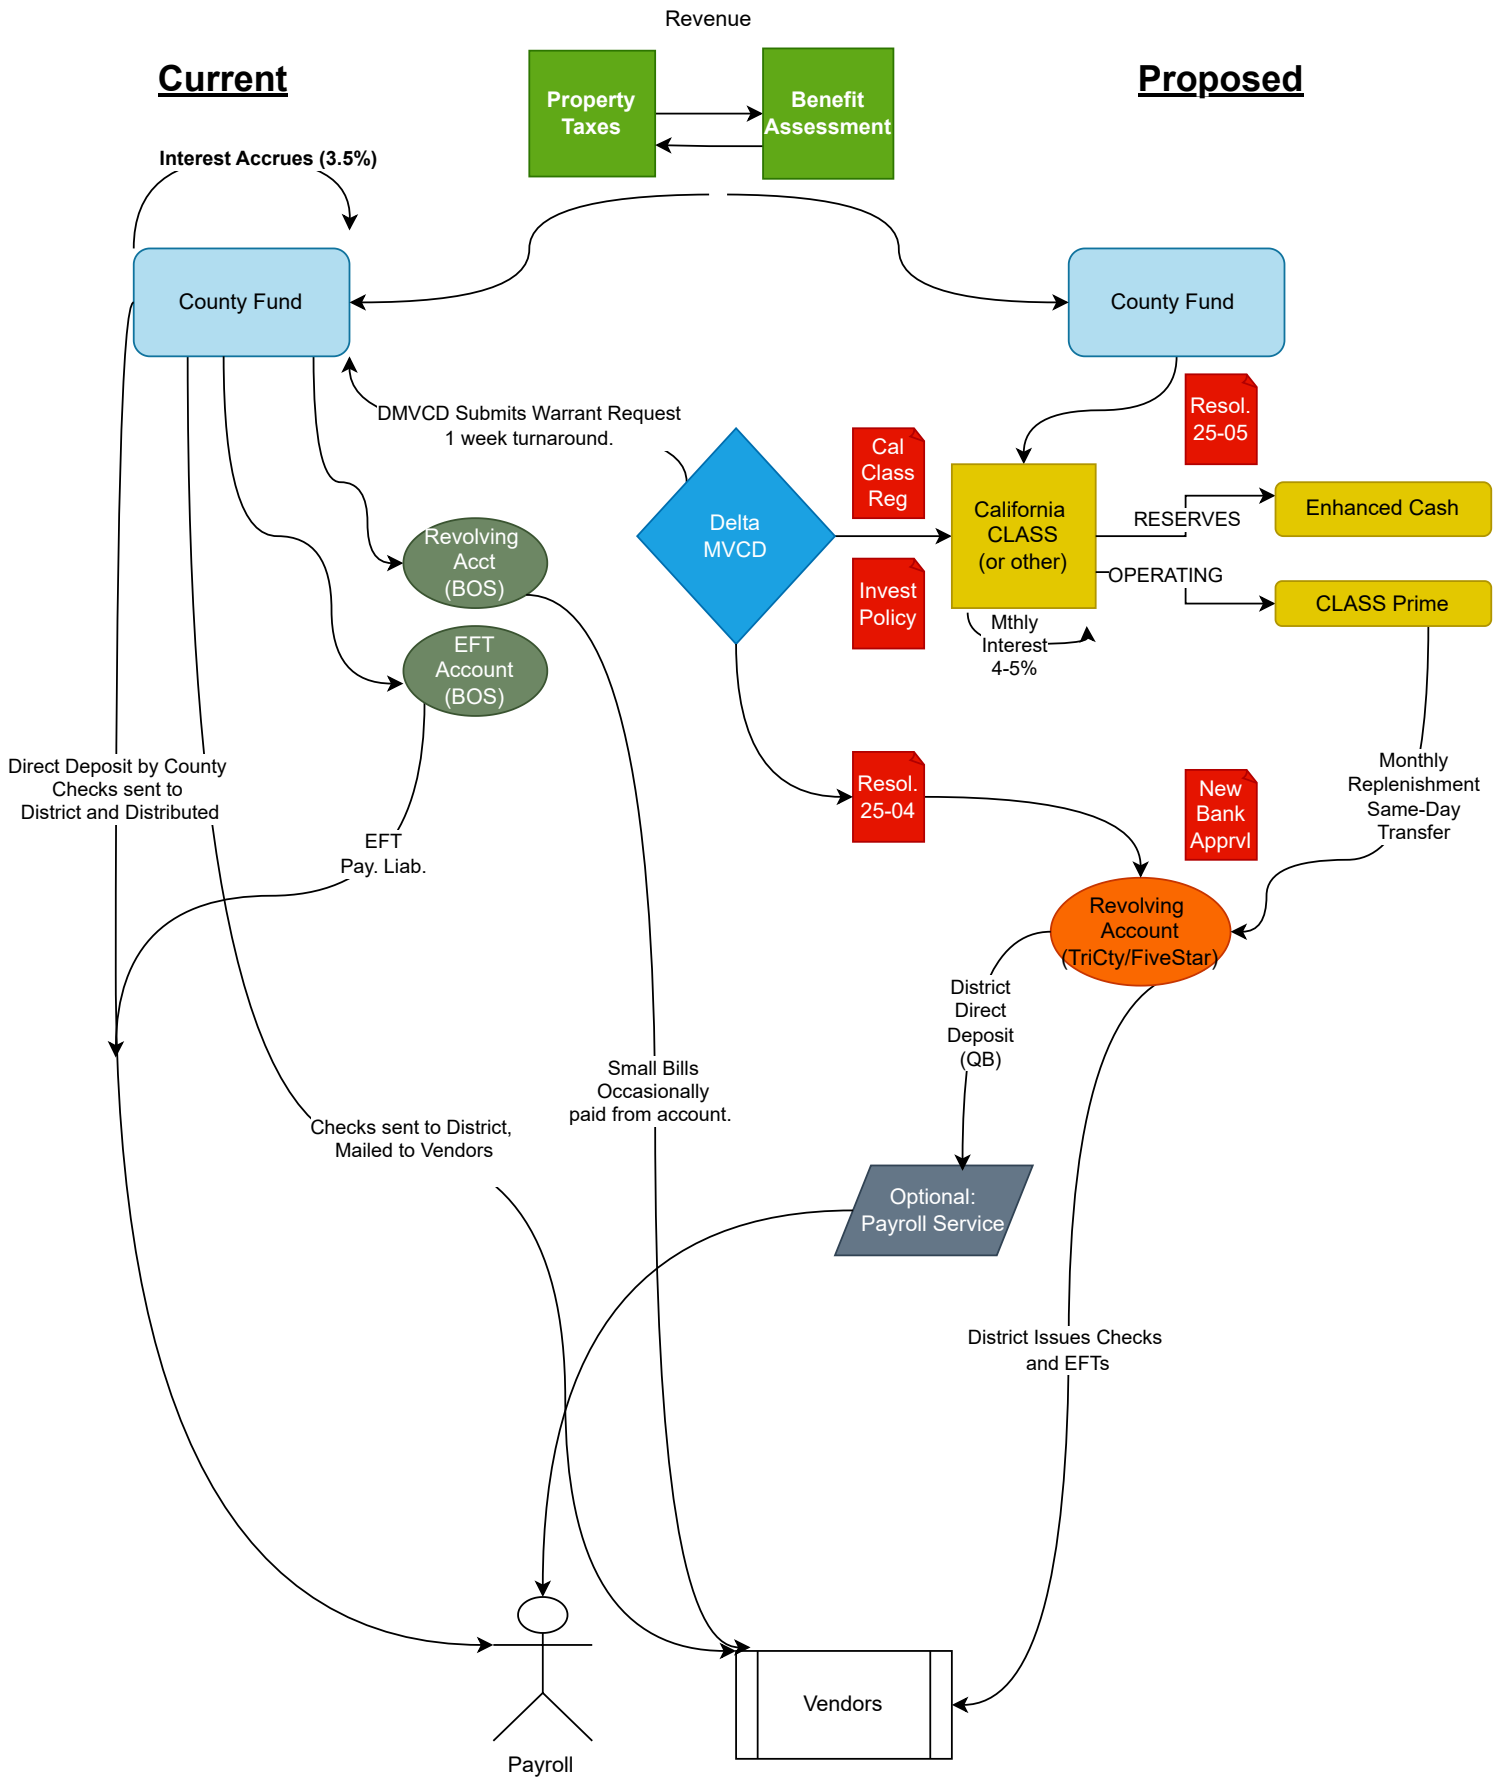 Revenue
Current
Proposed
Property
Taxes
Benefit
Assessment
Interest Accrues (3.5%)
County Fund
County Fund
DMVCD Submits Warrant Request
1 week turnaround.
Resol.
25-05
Cal
Class
Reg
Delta
MVCD
California
CLASS
(or other)
RESERVES
Enhanced Cash
OPERATING
CLASS Prime
Invest
Policy
Mthly
Interest
4-5%
Revolving
Acct
(BOS)
EFT
Account
(BOS)
Direct Deposit by County
Checks sent to
District and Distributed
EFT
Pay. Liab.
Resol.
25-04
New
Bank
Apprvl
Monthly
Replenishment
Same-Day
Transfer
Revolving
Account
(TriCty/FiveStar)
District
Direct
Deposit
(QB)
Small Bills
Occasionally
paid from account.
Checks sent to District,
Mailed to Vendors
Optional:
Payroll Service
District Issues Checks
and EFTs
Vendors
Payroll